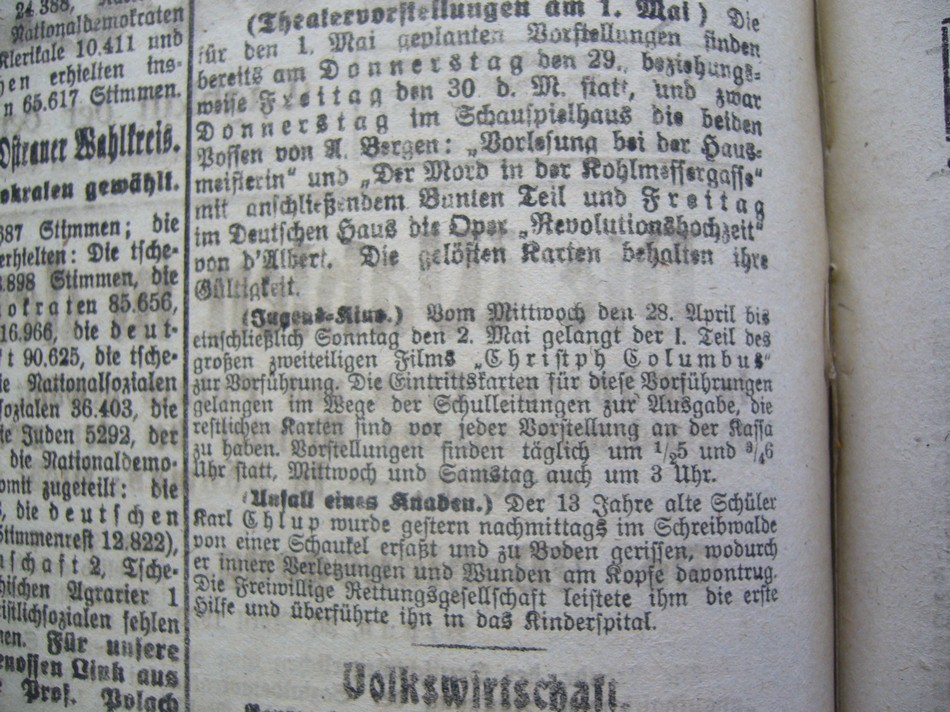 24 388,
Nationaldemokraten
Klerikale 10.411 und
hen erhielten ins-
n 65.617 Stimmen.
Ostrauer Wahlkreis.
okraten gewählt.
387 Stimmen; die
erhielten: Die tsche-
.898 Stimmen, die
okraten 85.656,
16.966, die deut-
t 90.625, die tsche-
ie Nationalsozialen
sozialen 36.403, die
ie Juden 5292, der
die Nationaldemo-
omit zugeteilt: die
, die deutschen
Stimmenrest 12.822),
schaft 2, Tsche-
hischen Agrarier 1
ristlichsozialen fehlen
nen. Für unsere
enossen Link aus
Prof. Polach
(Theatervorstellungen am 1. Mai) Die
für den 1. Mai geplanten Vorstellungen finden
bereits am Donnerstag den 29., beziehungs-
weise Freitag den 30 d. M. statt, und zwar
Donnerstag im Schauspielhaus die beiden
Possen von A. Bergen: „Vorlesung bei der Haus-
meisterin“ und „Der Mord in der Kohlmessergasse“
mit anschließendem Bunten Teil und Freitag
im Deutschen Haus die Oper „Revolutionshochzeit“
von d'Albert. Die gelösten Karten behalten ihre
Gültigkeit.
(Jugend-Kino.) Vom Mittwoch den 28. April bis
einschließlich Sonntag den 2. Mai gelangt der I. Teil des
großen zweiteiligen Films „Christph Columbus“
zur Vorführung. Die Eintrittskarten für diese Vorführungen
gelangen im Wege der Schulleitungen zur Ausgabe, die
restlichen Karten sind vor jeder Vorstellung an der Kassa
zu haben. Vorstellungen finden täglich um 1/25 und 3/46
Uhr statt, Mittwoch und Samstag auch um 3 Uhr.
(Unfall eines Knaben.) Der 13 Jahre alte Schüler
Karl Chlup wurde gestern nachmittags im Schreibwalde
von einer Schaukel erfaßt und zu Boden gerissen, wodurch
er innere Verletzungen und Wunden am Kopfe davontrug.
Die Freiwillige Rettungsgesellschaft leistete ihm die erste
Hilfe und überführte ihn in das Kinderspital.
Volkswirtschaft.